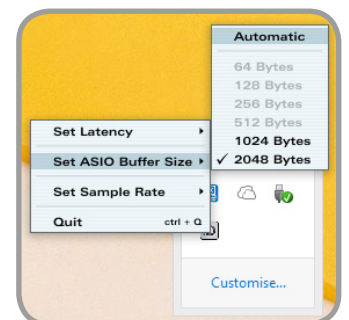 Automatic
64 Bytes
128 Bytes
256 Bytes
512 Bytes
1024 Bytes
✓ 2048 Bytes
Set Latency
Set ASIO Buffer Size
Set Sample Rate
Quit ctrl + Q
Customise...